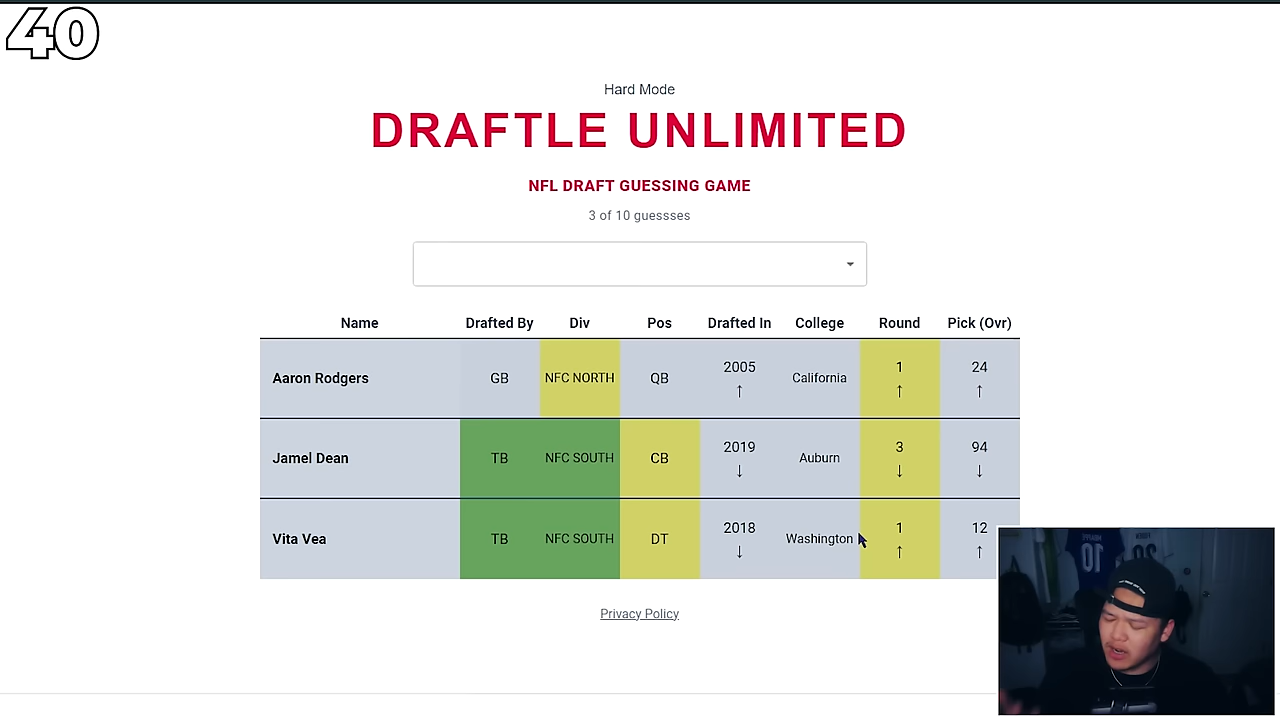 40
Hard Mode
DRAFTLE UNLIMITED
NFL DRAFT GUESSING GAME
3 of 10 guessses
Name Drafted By Div Pos Drafted In College Round Pick (Ovr)
Aaron Rodgers GB NFC NORTH QB 2005 ↑ California 1 ↑ 24 ↑
Jamel Dean TB NFC SOUTH CB 2019 ↓ Auburn 3 ↓ 94 ↓
Vita Vea TB NFC SOUTH DT 2018 ↓ Washington 1 ↑ 12 ↑
Privacy Policy
10